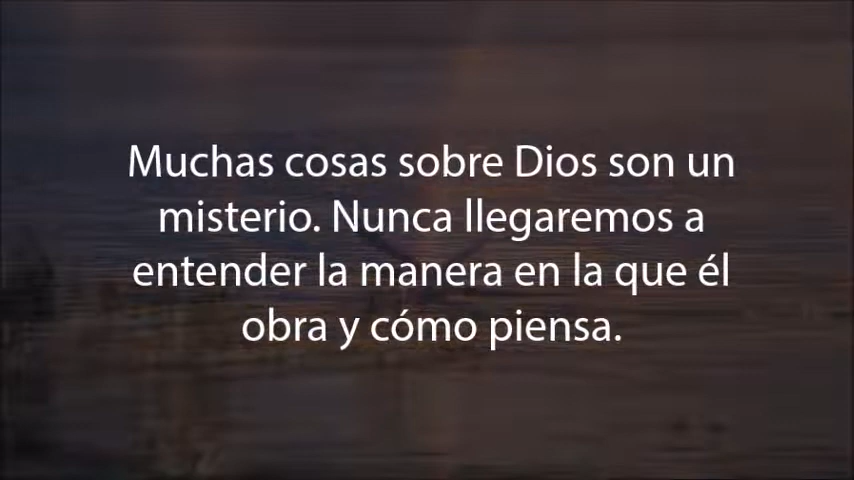 Muchas cosas sobre Dios son un
misterio. Nunca llegaremos a
entender la manera en la que él
obra y cómo piensa.